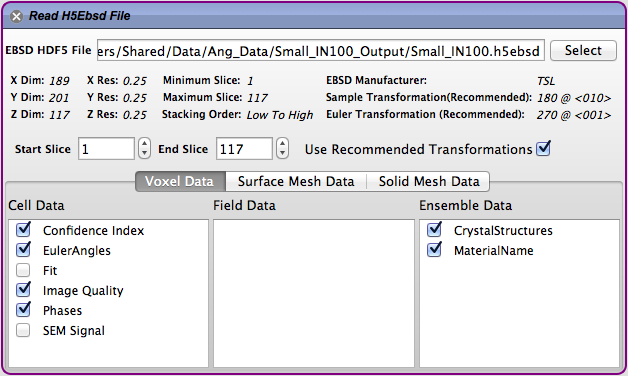 Read H5Ebsd File
EBSD HDF5 File ers/Shared/Data/Ang_Data/Small_IN100_Output/Small_IN100.h5ebsd Select
X Dim: 189 X Res: 0.25 Minimum Slice: 1 EBSD Manufacturer: TSL
Y Dim: 201 Y Res: 0.25 Maximum Slice: 117 Sample Transformation(Recommended): 180 @ <010>
Z Dim: 117 Z Res: 0.25 Stacking Order: Low To High Euler Transformation (Recommended): 270 @ <001>
Start Slice 1 End Slice 117 Use Recommended Transformations
Voxel Data Surface Mesh Data Solid Mesh Data
Cell Data Field Data Ensemble Data
Confidence Index CrystalStructures
EulerAngles MaterialName
Fit
Image Quality
Phases
SEM Signal